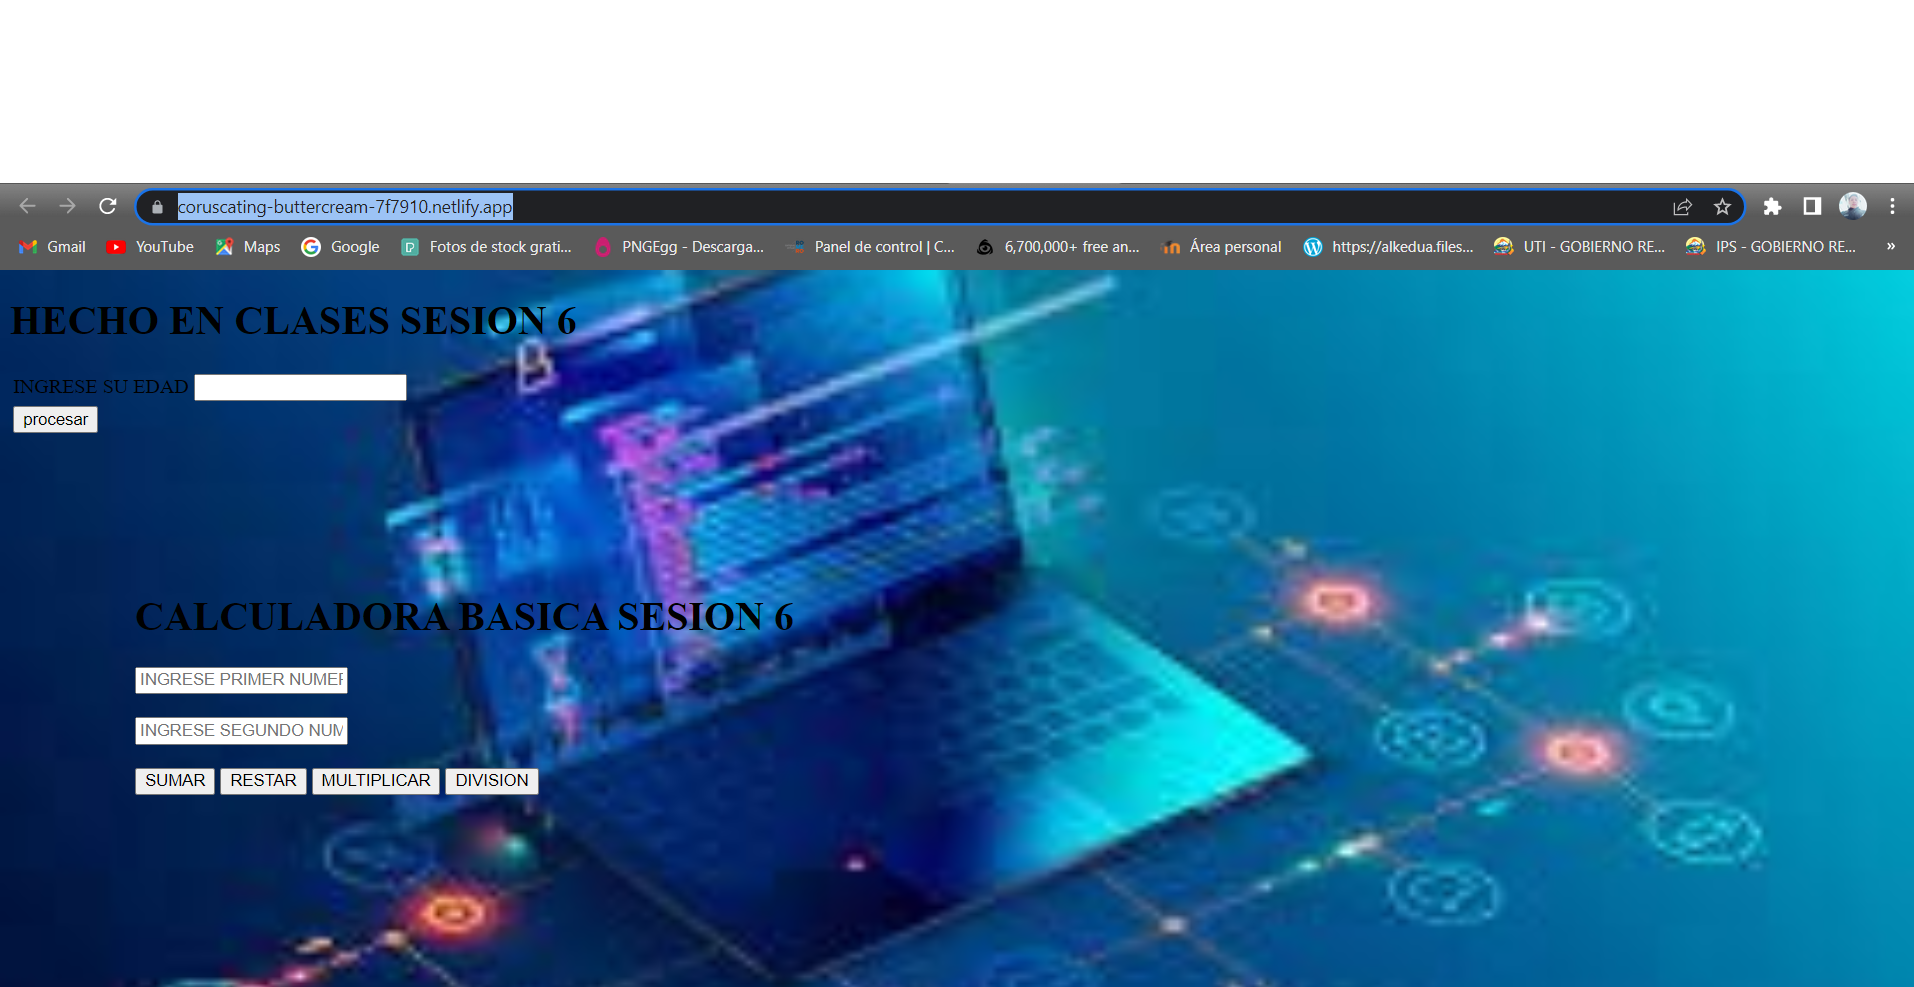 coruscating-buttercream-7f7910.netlify.app
Gmail YouTube Maps Google Fotos de stock grati... PNGEgg - Descarga... Panel de control | C... 6,700,000+ free an... Área personal https://alkedua.files... UTI - GOBIERNO RE... IPS - GOBIERNO RE... »
HECHO EN CLASES SESION 6
INGRESE SU EDAD
procesar
CALCULADORA BASICA SESION 6
INGRESE PRIMER NUMER
INGRESE SEGUNDO NUM
SUMAR RESTAR MULTIPLICAR DIVISION